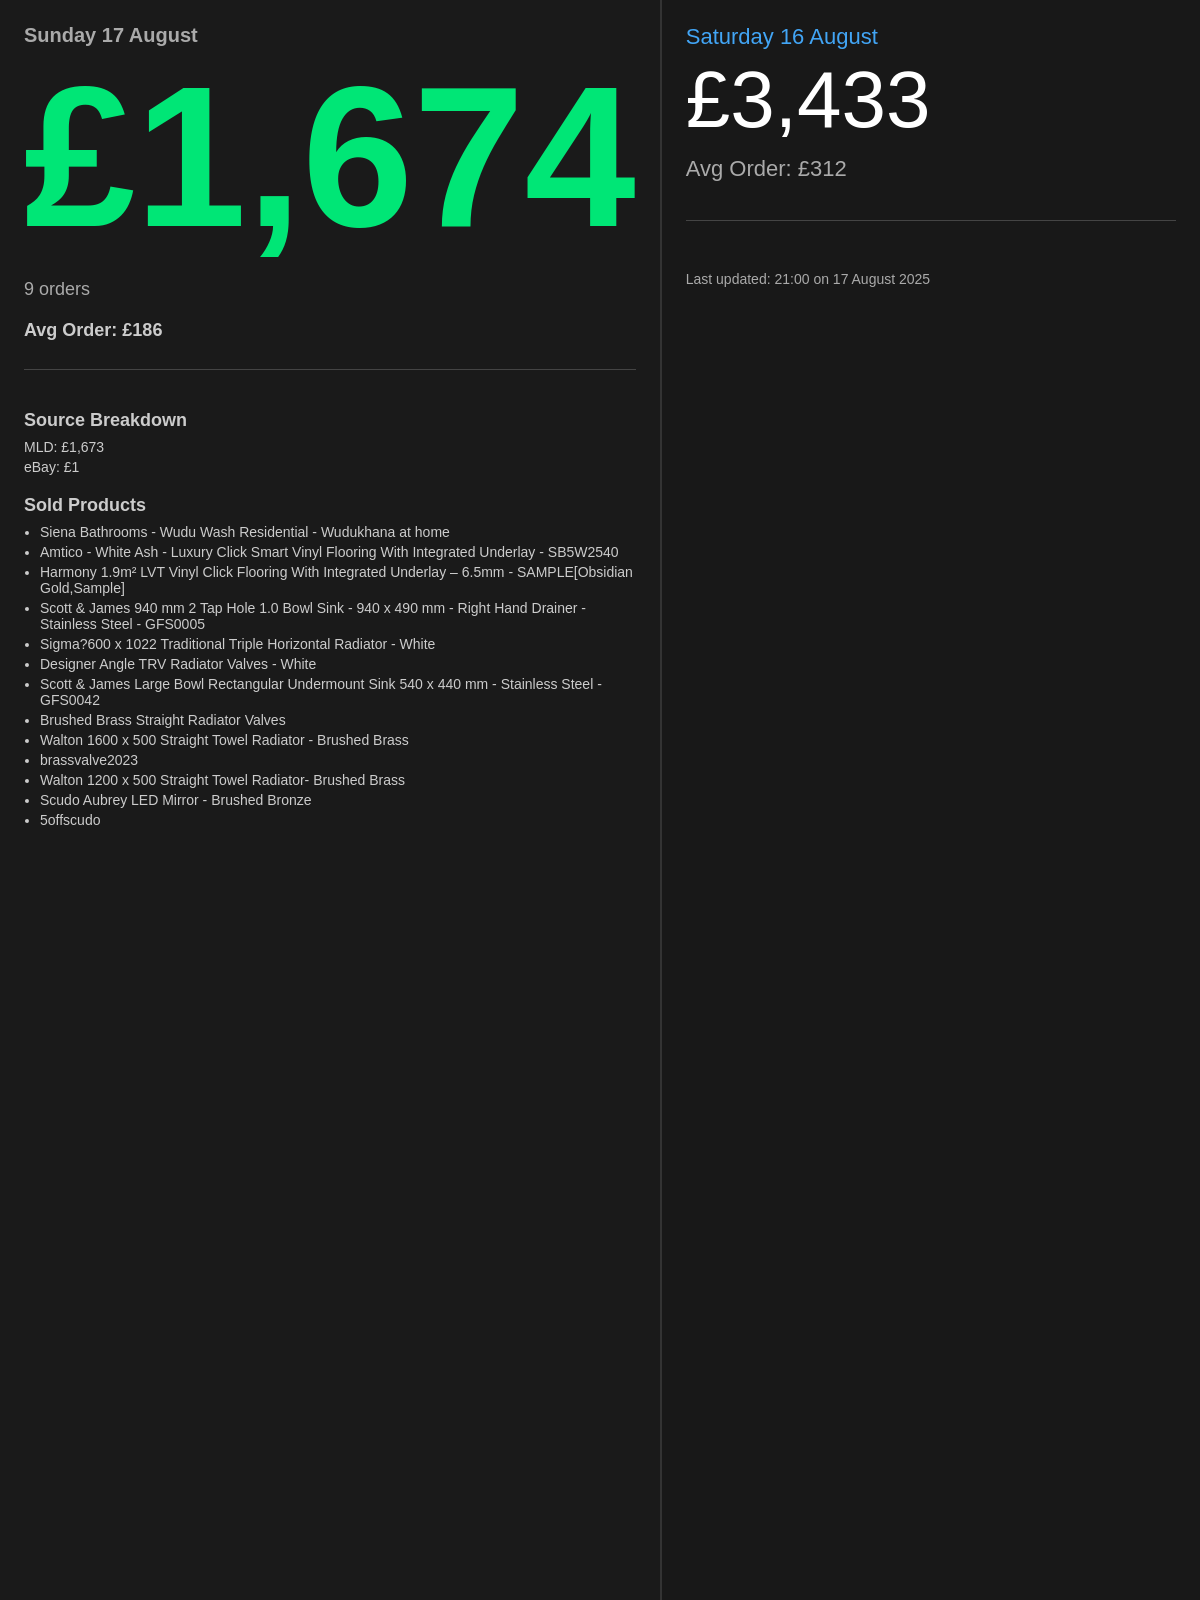 Sunday 17 August
£1,674
9 orders
Avg Order: £186
Source Breakdown
MLD: £1,673
eBay: £1
Sold Products
• Siena Bathrooms - Wudu Wash Residential - Wudukhana at home
• Amtico - White Ash - Luxury Click Smart Vinyl Flooring With Integrated Underlay - SB5W2540
• Harmony 1.9m² LVT Vinyl Click Flooring With Integrated Underlay – 6.5mm - SAMPLE[Obsidian
Gold,Sample]
• Scott & James 940 mm 2 Tap Hole 1.0 Bowl Sink - 940 x 490 mm - Right Hand Drainer -
Stainless Steel - GFS0005
• Sigma?600 x 1022 Traditional Triple Horizontal Radiator - White
• Designer Angle TRV Radiator Valves - White
• Scott & James Large Bowl Rectangular Undermount Sink 540 x 440 mm - Stainless Steel -
GFS0042
• Brushed Brass Straight Radiator Valves
• Walton 1600 x 500 Straight Towel Radiator - Brushed Brass
• brassvalve2023
• Walton 1200 x 500 Straight Towel Radiator- Brushed Brass
• Scudo Aubrey LED Mirror - Brushed Bronze
• 5offscudo
Saturday 16 August
£3,433
Avg Order: £312
Last updated: 21:00 on 17 August 2025